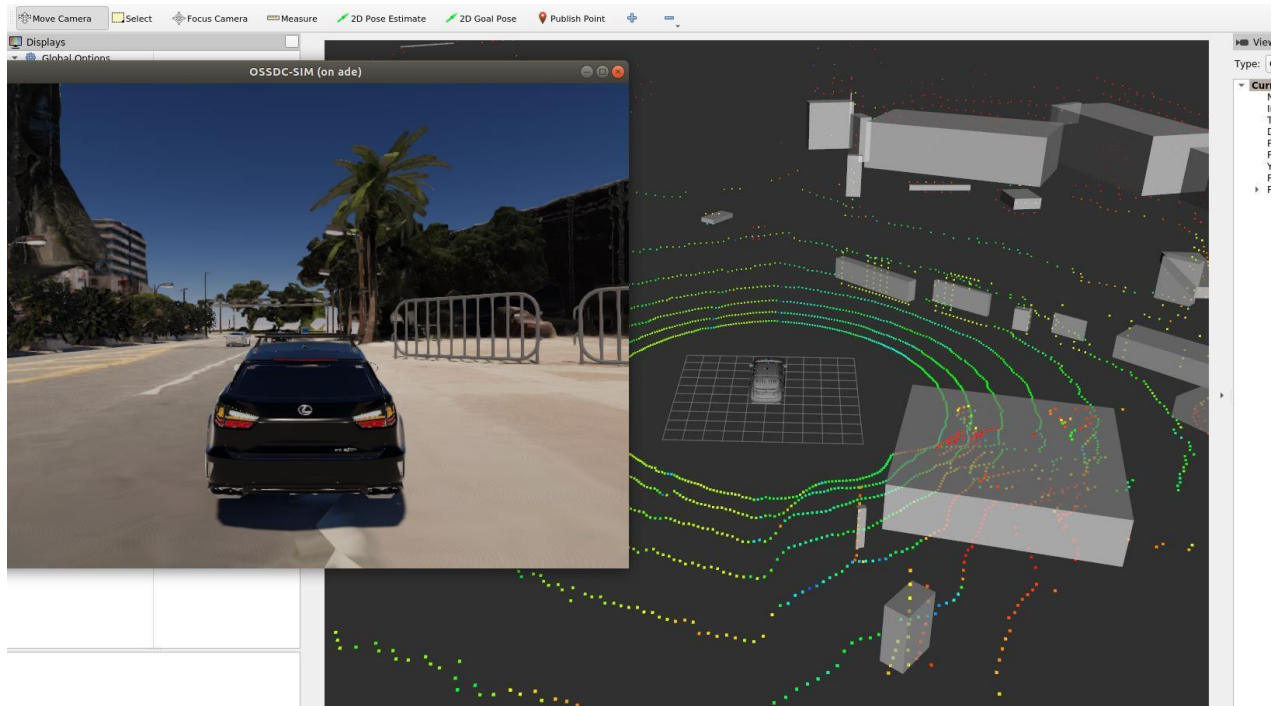 Move Camera Select Focus Camera Measure 2D Pose Estimate 2D Goal Pose Publish Point
Displays
Global Options
OSSDC-SIM (on ade)
View
Type:
Curr